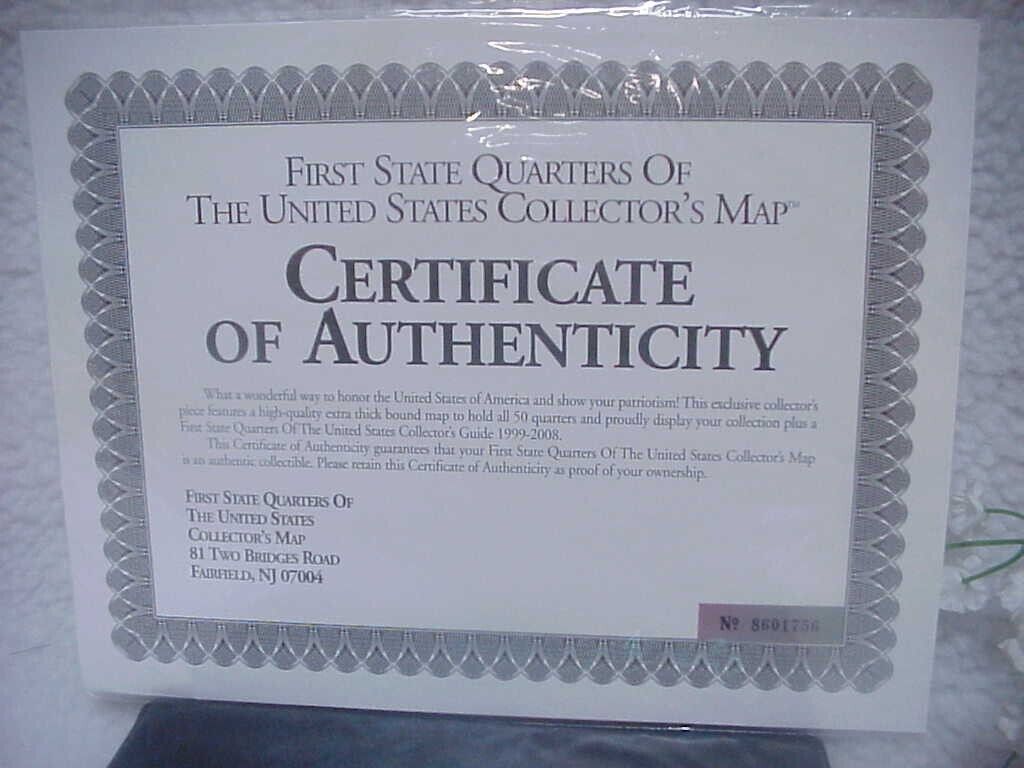 FIRST STATE QUARTERS OF
THE UNITED STATES COLLECTOR'S MAP™
CERTIFICATE
OF AUTHENTICITY
What a wonderful way to honor the United States of America and show your patriotism! This exclusive collector's
piece features a high-quality extra thick bound map to hold all 50 quarters and proudly display your collection plus a
First State Quarters Of The United States Collector's Guide 1999-2008.
This Certificate of Authenticity guarantees that your First State Quarters Of The United States Collector's Map
is an authentic collectible. Please retain this Certificate of Authenticity as proof of your ownership.
FIRST STATE QUARTERS OF
THE UNITED STATES
COLLECTOR'S MAP
81 TWO BRIDGES ROAD
FAIRFIELD, NJ 07004
Nº 8601756